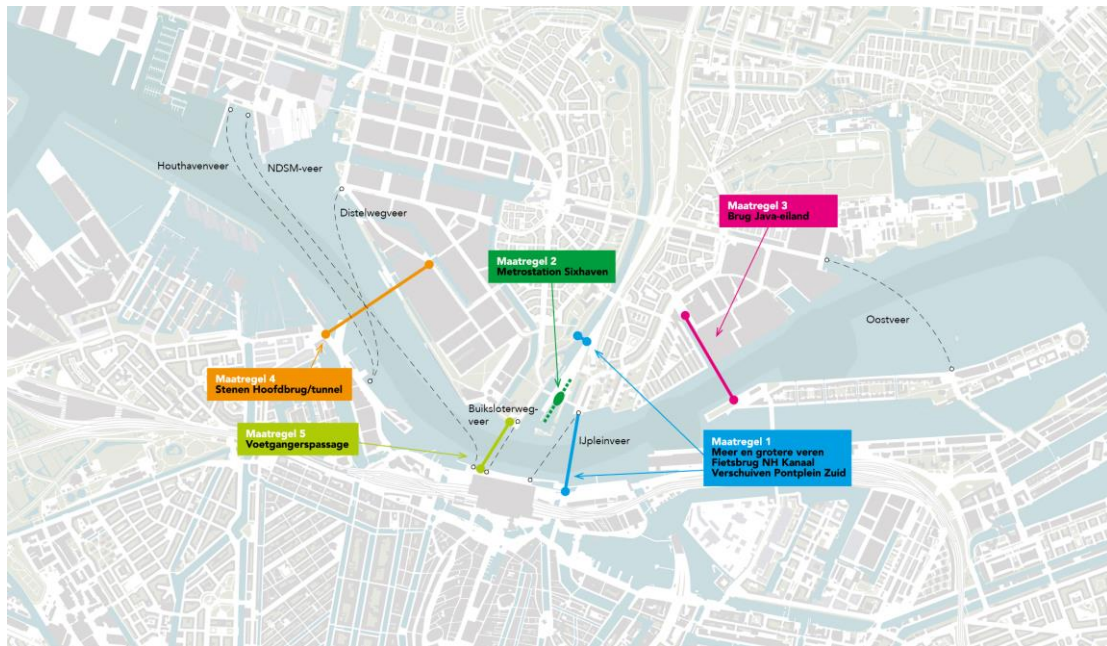 Houthavenveer
NDSM-veer
Distelwegveer
Maatregel 3
Brug Java-eiland
Maatregel 2
Metrostation Sixhaven
Oostveer
Maatregel 4
Stenen Hoofdbrug/tunnel
Buiksloterweg-
veer
Maatregel 5
Voetgangerspassage
IJpleinveer
Maatregel 1
Meer en grotere veren
Fietsbrug NH Kanaal
Verschuiven Pontplein Zuid